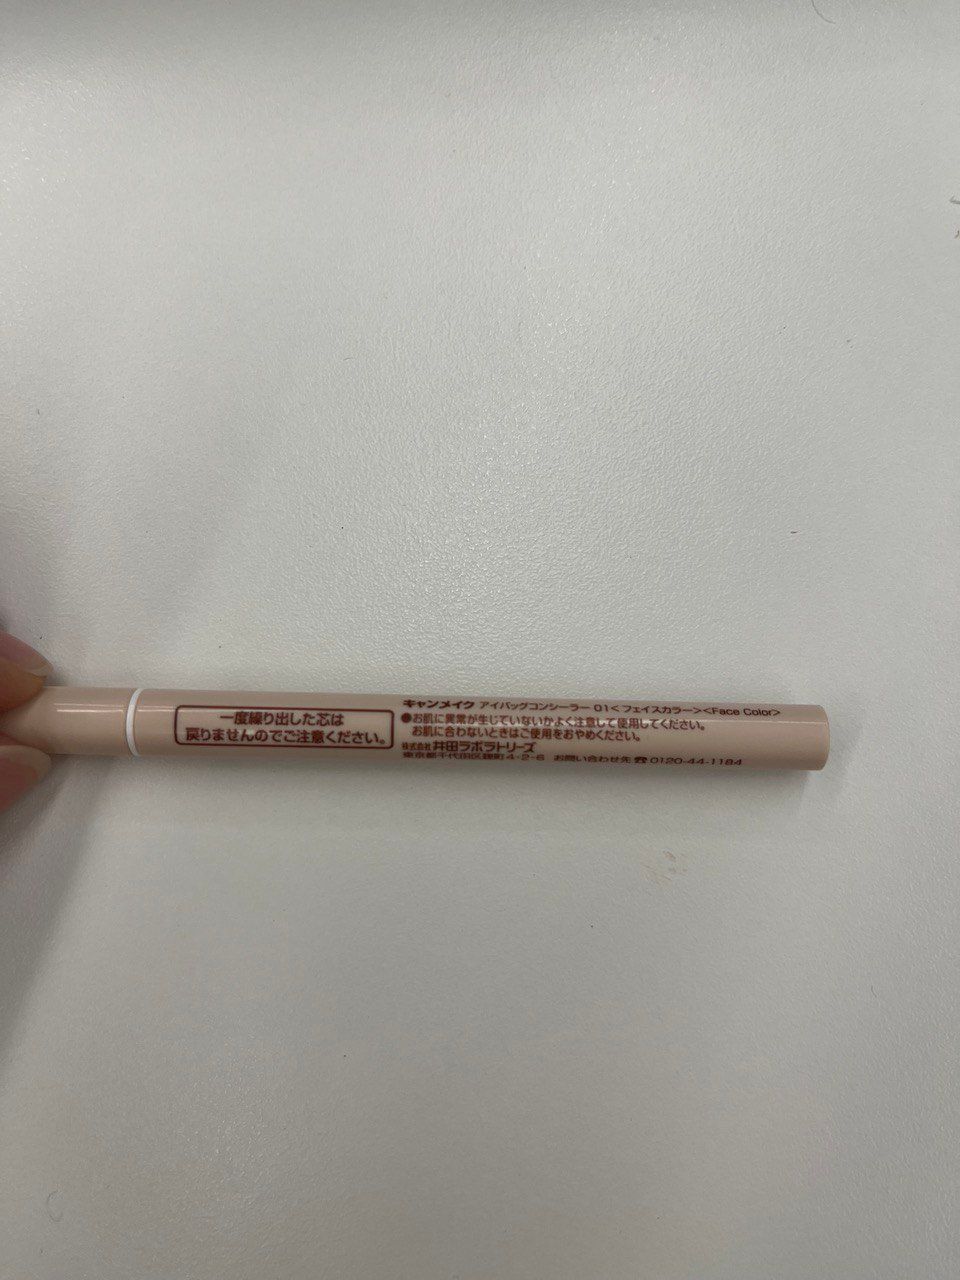 一度繰り出した芯は
戻りませんのでご注意ください。
キャンメイク アイバッグコンシーラー 01<フェイスカラー><Face Color>
●お肌に異常が生じていないかよく注意して使用してください。
お肌に合わないときはご使用をおやめください。
株式会社 井田ラボラトリーズ
東京都千代田区麹町4-2-6 お問い合わせ先 ☎ 0120-44-1184